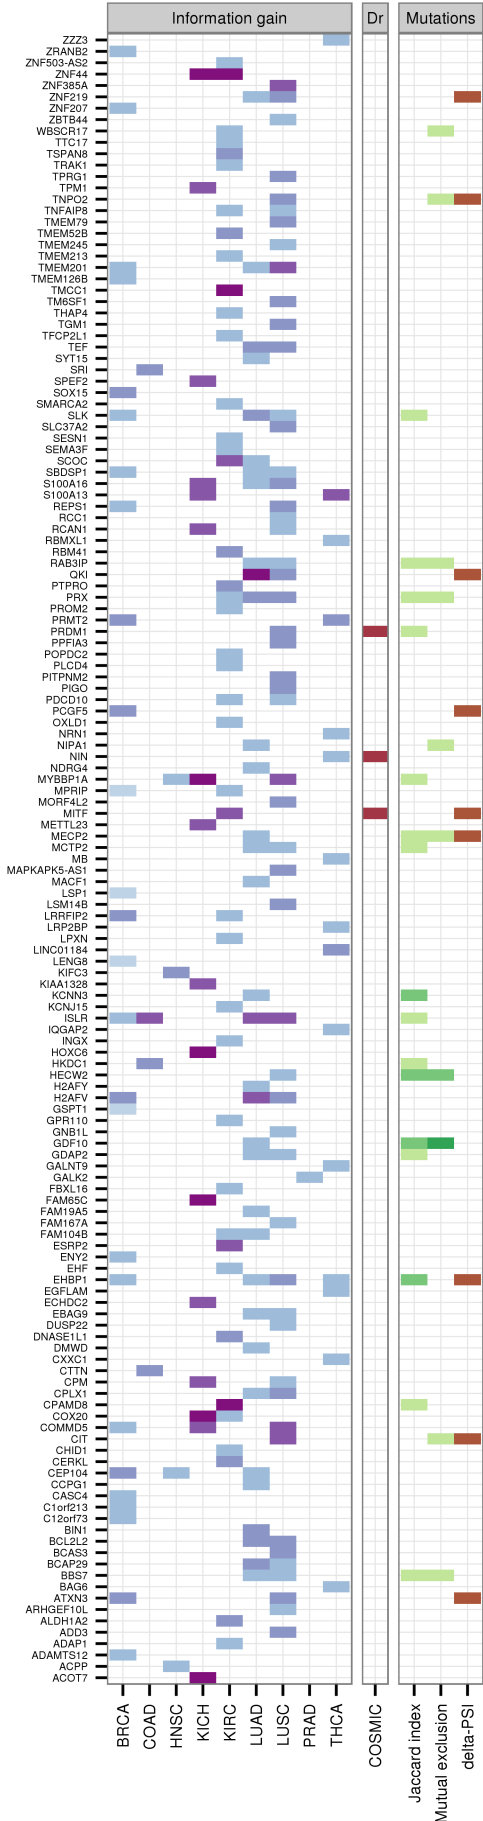 Information gain Dr Mutations
ZZZ3
ZRANB2
ZNF503-AS2
ZNF44
ZNF385A
ZNF219
ZNF207
ZBTB44
WBSCR17
TTC17
TSPAN8
TRAK1
TPRG1
TPM1
TNPO2
TNFAIP8
TMEM79
TMEM52B
TMEM245
TMEM213
TMEM201
TMEM126B
TMCC1
TM6SF1
THAP4
TGM1
TFCP2L1
TEF
SYT15
SRI
SPEF2
SOX15
SMARCA2
SLK
SLC37A2
SESN1
SEMA3F
SCOC
SBDSP1
S100A16
S100A13
REPS1
RCC1
RCAN1
RBMXL1
RBM41
RAB3IP
QKI
PTPRO
PRX
PROM2
PRMT2
PRDM1
PPFIA3
POPDC2
PLCD4
PITPNM2
PIGO
PDCD10
PCGF5
OXLD1
NRN1
NIPA1
NIN
NDRG4
MYBBP1A
MPRIP
MORF4L2
MITF
METTL23
MECP2
MCTP2
MB
MAPKAPK5-AS1
MACF1
LSP1
LSM14B
LRRFIP2
LRP2BP
LPXN
LINC01184
LENG8
KIFC3
KIAA1328
KCNN3
KCNJ15
ISLR
IQGAP2
INGX
HOXC6
HKDC1
HECW2
H2AFY
H2AFV
GSPT1
GPR110
GNB1L
GDF10
GDAP2
GALNT9
GALK2
FBXL16
FAM65C
FAM19A5
FAM167A
FAM104B
ESRP2
ENY2
EHF
EHBP1
EGFLAM
ECHDC2
EBAG9
DUSP22
DNASE1L1
DMWD
CXXC1
CTTN
CPM
CPLX1
CPAMD8
COX20
COMMD5
CIT
CHID1
CERKL
CEP104
CCPG1
CASC4
C1orf213
C12orf73
BIN1
BCL2L2
BCAS3
BCAP29
BBS7
BAG6
ATXN3
ARHGEF10L
ALDH1A2
ADD3
ADAP1
ADAMTS12
ACPP
ACOT7
BRCA
COAD
HNSC
KICH
KIRC
LUAD
LUSC
PRAD
THCA
COSMIC
Jaccard index
Mutual exclusion
delta-PSI